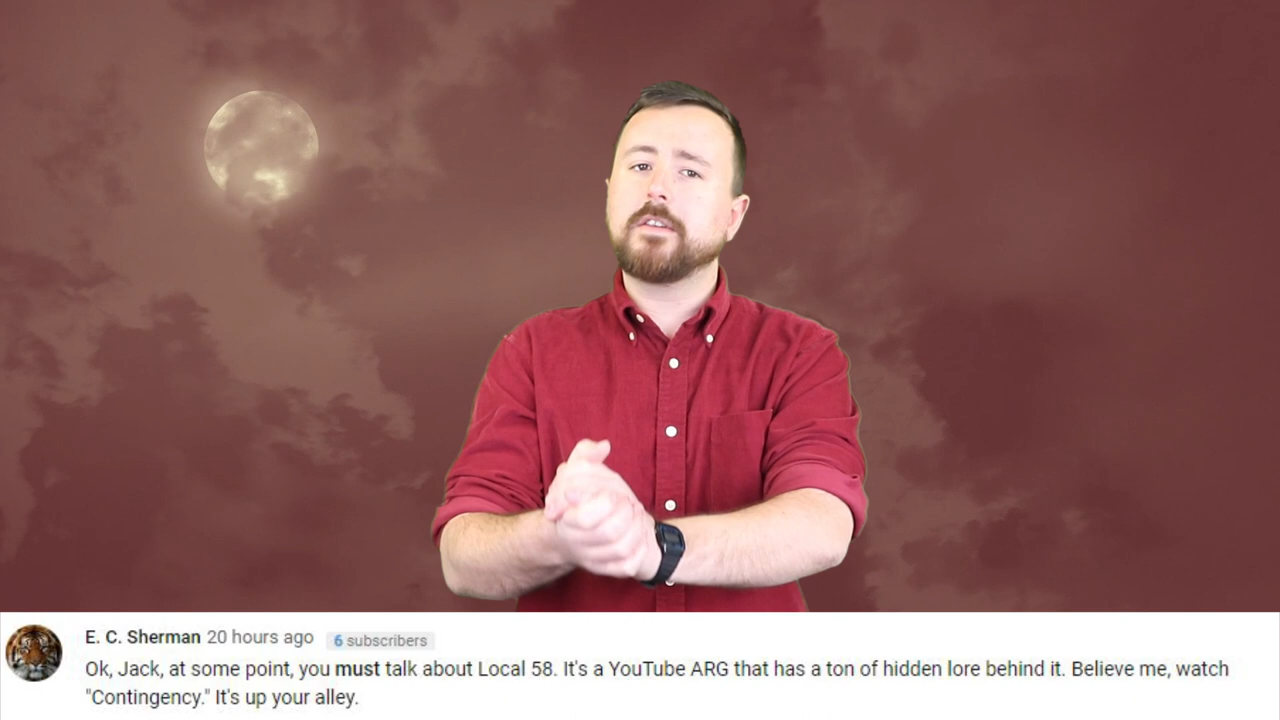 E. C. Sherman 20 hours ago 6 subscribers
Ok, Jack, at some point, you must talk about Local 58. It's a YouTube ARG that has a ton of hidden lore behind it. Believe me, watch
"Contingency." It's up your alley.